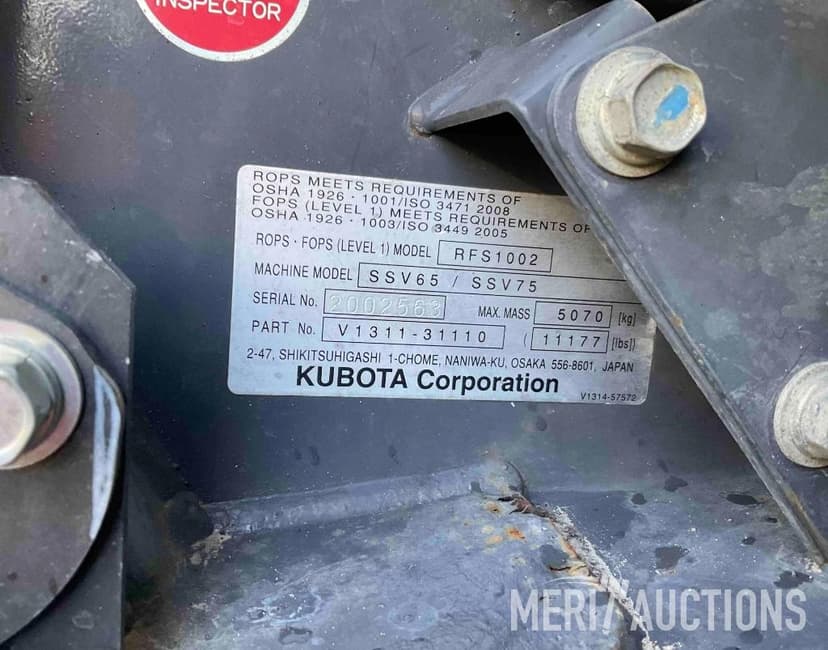 INSPECTOR
ROPS MEETS REQUIREMENTS OF
OSHA 1926 · 1001/ISO 3471 2008
FOPS (LEVEL 1) MEETS REQUIREMENTS OF
OSHA 1926 · 1003/ISO 3449 2005
ROPS · FOPS (LEVEL 1) MODEL RFS1002
MACHINE MODEL SSV65 / SSV75
SERIAL No. 2002563 MAX. MASS 5070 [kg]
PART No. V1311-31110 ( 11177 [lbs])
2-47, SHIKITSUHIGASHI 1-CHOME, NANIWA-KU, OSAKA 556-8601, JAPAN
KUBOTA Corporation
V1314-57572
MERIT AUCTIONS